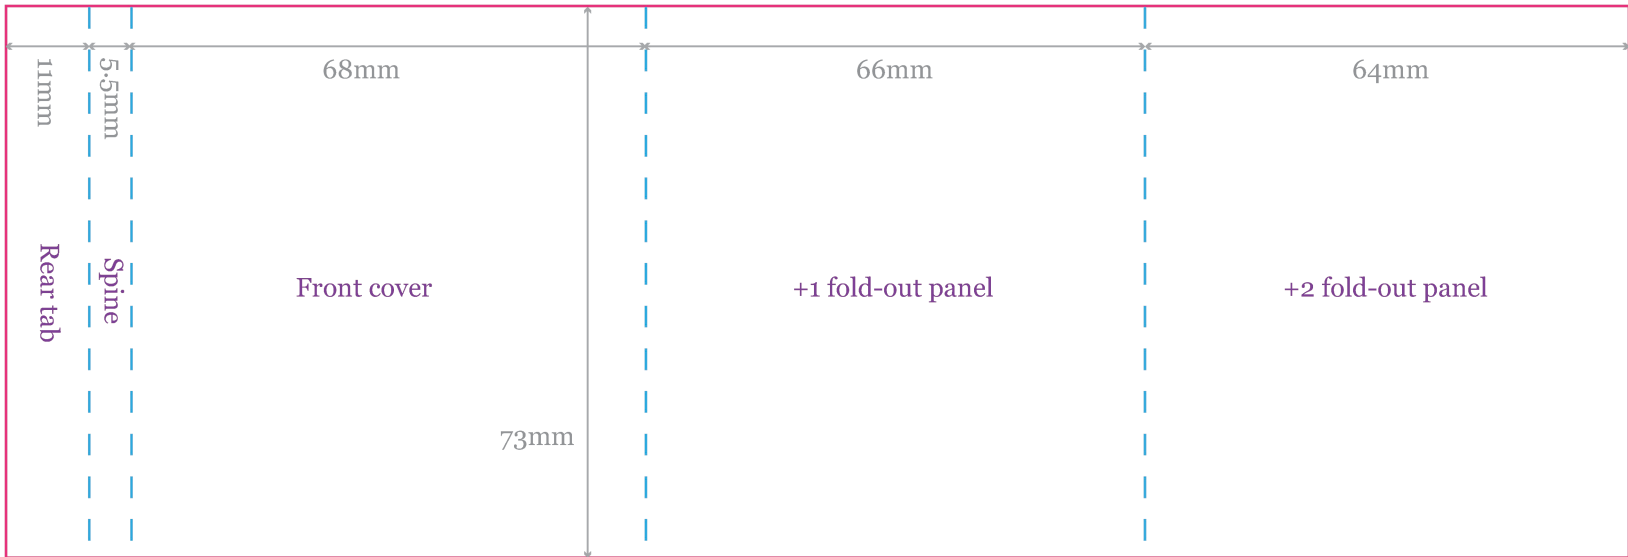 11mm
5.5mm
68mm
66mm
64mm
Rear tab
Spine
Front cover
+1 fold-out panel
+2 fold-out panel
73mm